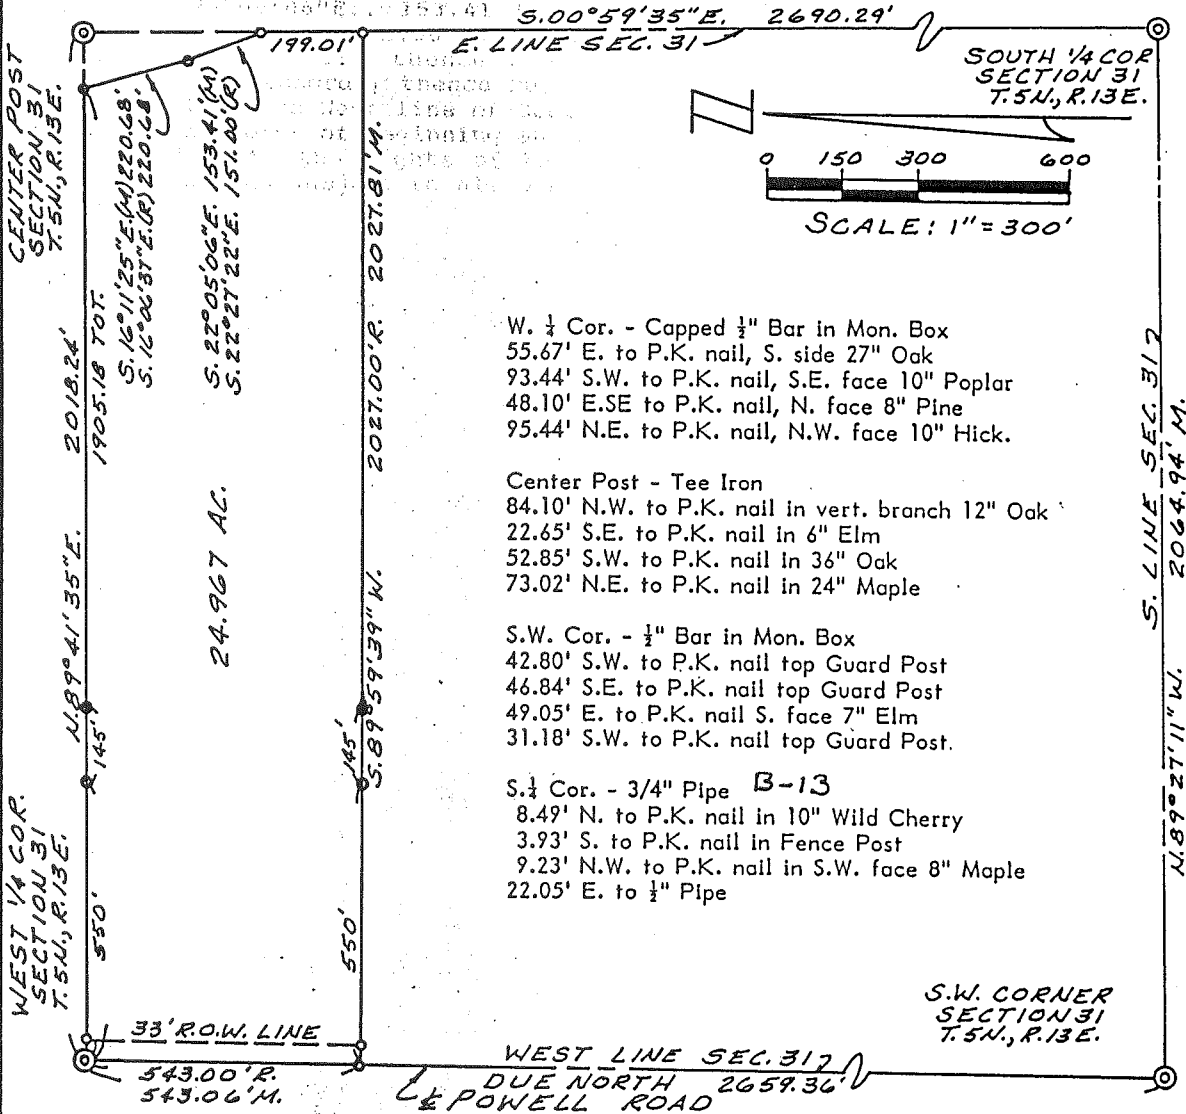 S.00°59'35"E. 2690.29'
E. LINE SEC. 31
199.01'
SOUTH 1/4 COR
SECTION 31
T.5N., R.13E.
0 150 300 600
SCALE: 1" = 300'
CENTER POST
SECTION 31
T.5N., R.13E.
S. 16°11'25"E.(M) 220.68'
S. 16°06'37"E.(R) 220.68'
S. 22°05'06"E. 153.41'(M)
S. 22°27'22"E. 151.00'(R)
N.89°41'35"E. 2018.24'
1905.18 TOT.
24.967 AC.
S.89°59'39"W. 2027.00'R. 2027.81'M.
145'
145'
550'
550'
W. ¼ Cor. - Capped ½" Bar in Mon. Box
55.67' E. to P.K. nail, S. side 27" Oak
93.44' S.W. to P.K. nail, S.E. face 10" Poplar
48.10' E.SE to P.K. nail, N. face 8" Pine
95.44' N.E. to P.K. nail, N.W. face 10" Hick.
Center Post - Tee Iron
84.10' N.W. to P.K. nail in vert. branch 12" Oak
22.65' S.E. to P.K. nail in 6" Elm
52.85' S.W. to P.K. nail in 36" Oak
73.02' N.E. to P.K. nail in 24" Maple
S.W. Cor. - ½" Bar in Mon. Box
42.80' S.W. to P.K. nail top Guard Post
46.84' S.E. to P.K. nail top Guard Post
49.05' E. to P.K. nail S. face 7" Elm
31.18' S.W. to P.K. nail top Guard Post.
S.¼ Cor. - 3/4" Pipe B-13
8.49' N. to P.K. nail in 10" Wild Cherry
3.93' S. to P.K. nail in Fence Post
9.23' N.W. to P.K. nail in S.W. face 8" Maple
22.05' E. to ½" Pipe
S. LINE SEC. 31
N.89°27'11"W. 2064.94' M.
WEST 1/4 COR.
SECTION 31
T.5N., R.13E.
S.W. CORNER
SECTION 31
T.5N., R.13E.
33' R.O.W. LINE
543.00'R.
543.06'M.
WEST LINE SEC. 31
DUE NORTH 2659.36'
℄ POWELL ROAD